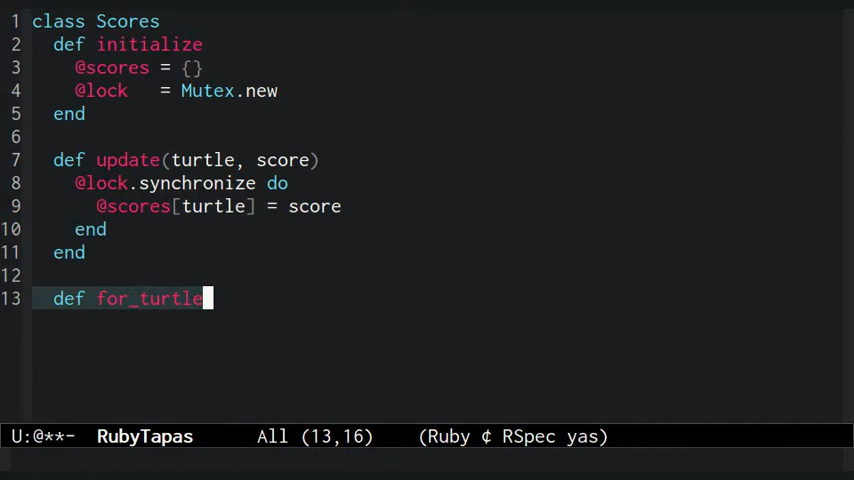 1 class Scores
2   def initialize
3     @scores = {}
4     @lock   = Mutex.new
5   end
6
7   def update(turtle, score)
8     @lock.synchronize do
9       @scores[turtle] = score
10     end
11   end
12
13   def for_turtle
U:@**-  RubyTapas      All (13,16)    (Ruby ¢ RSpec yas)